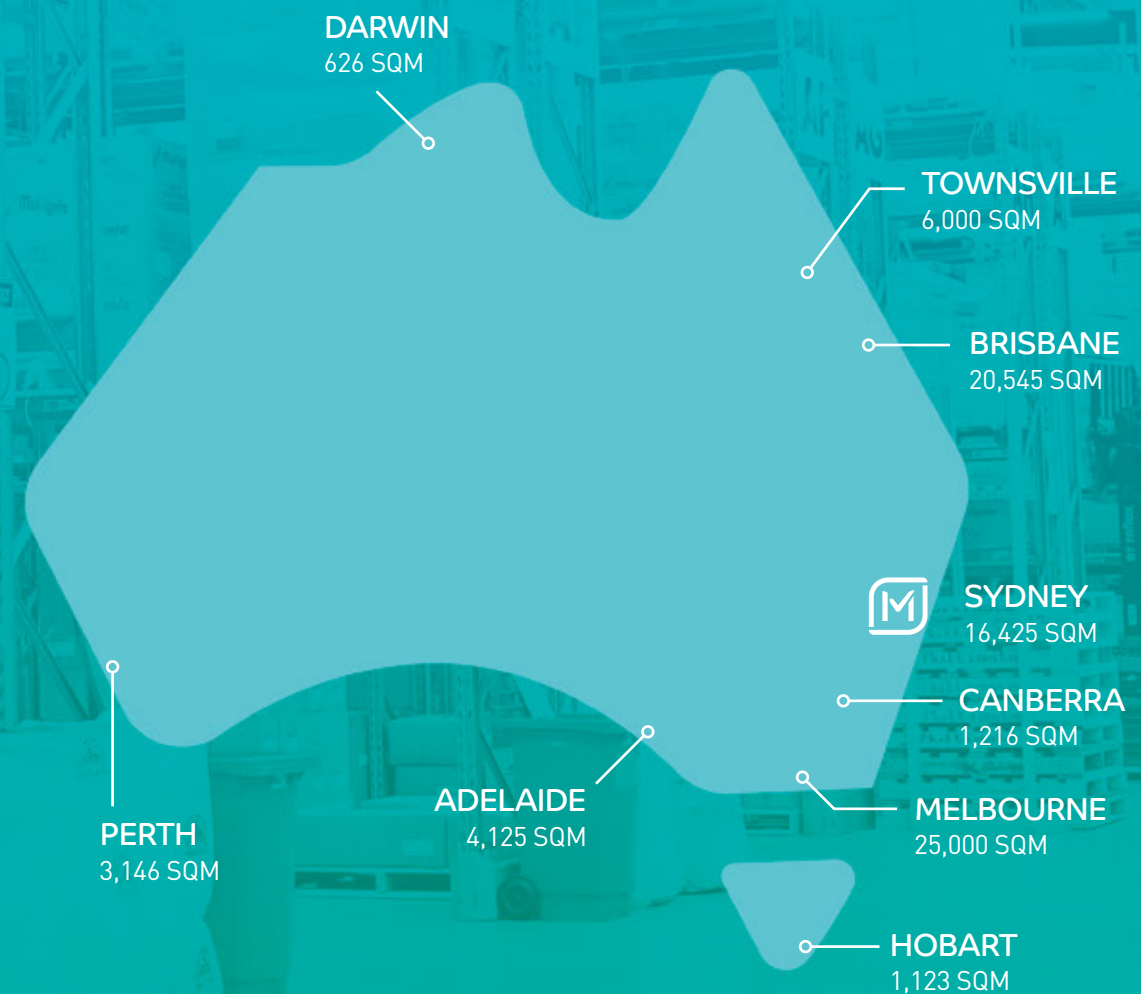 DARWIN
626 SQM
TOWNSVILLE
6,000 SQM
BRISBANE
20,545 SQM
SYDNEY
16,425 SQM
CANBERRA
1,216 SQM
MELBOURNE
25,000 SQM
ADELAIDE
4,125 SQM
PERTH
3,146 SQM
HOBART
1,123 SQM